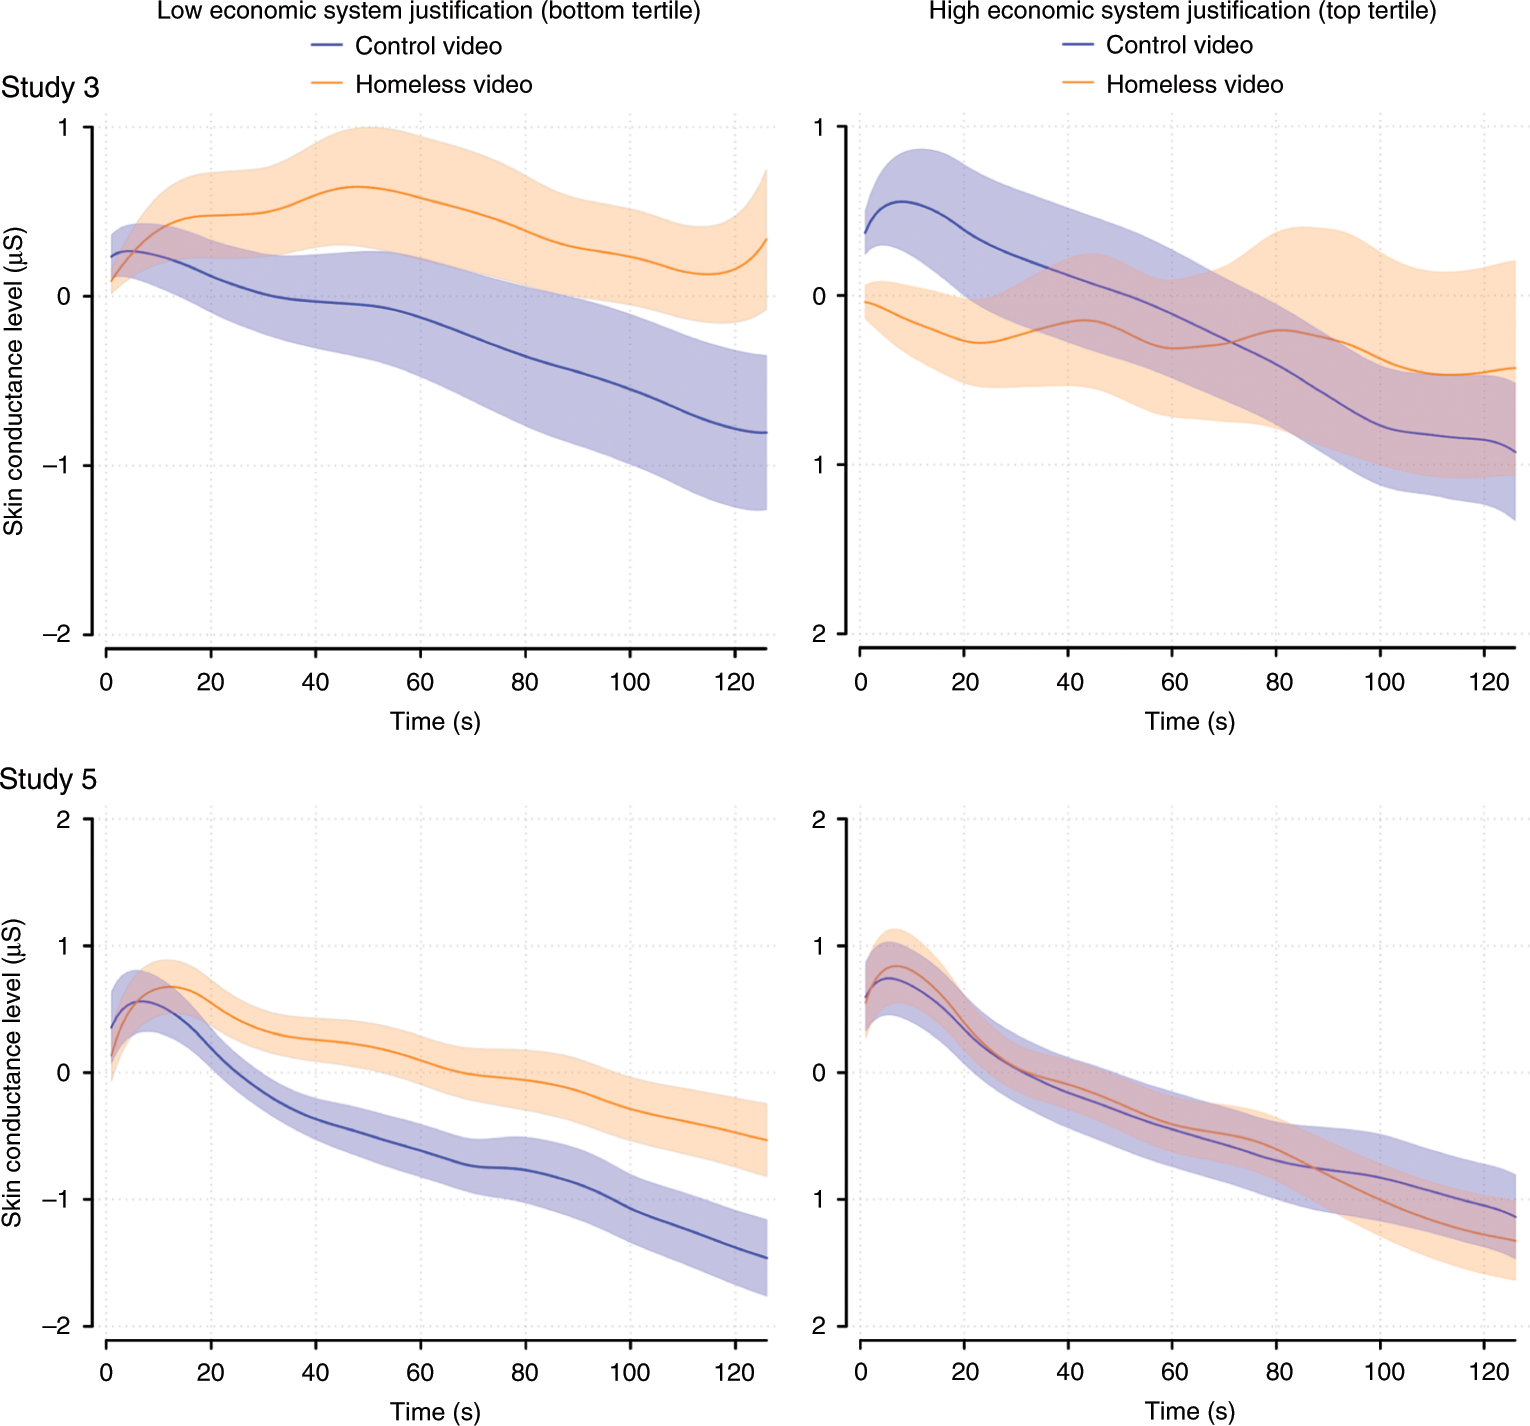 Low economic system justification (bottom tertile)
Control video
Homeless video
High economic system justification (top tertile)
Control video
Homeless video
Study 3
Skin conductance level (µS)
1
0
−1
−2
0 20 40 60 80 100 120
Time (s)
1
0
1
2
0 20 40 60 80 100 120
Time (s)
Study 5
Skin conductance level (µS)
2
1
0
−1
−2
0 20 40 60 80 100 120
Time (s)
2
1
0
1
2
0 20 40 60 80 100 120
Time (s)